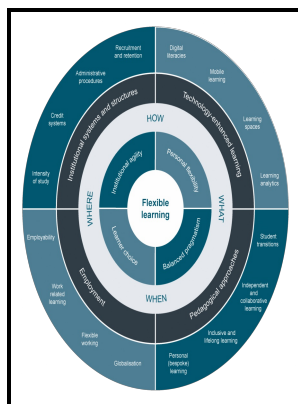 Recruitment
and retention
Administrative
procedures
Credit
systems
Intensity
of study
Digital
literacies
Mobile
learning
Learning
spaces
Learning
analytics
Institutional systems and structures
Technology-enhanced learning
HOW
WHERE
WHAT
WHEN
Institutional agility
Personal flexibility
Flexible
learning
Learner choice
Balanced pragmatism
Employment
Pedagogical approaches
Employability
Work
related
learning
Flexible
working
Globalisation
Student
transitions
Independent
and
collaborative
learning
Inclusive and
lifelong learning
Personal
(bespoke)
learning